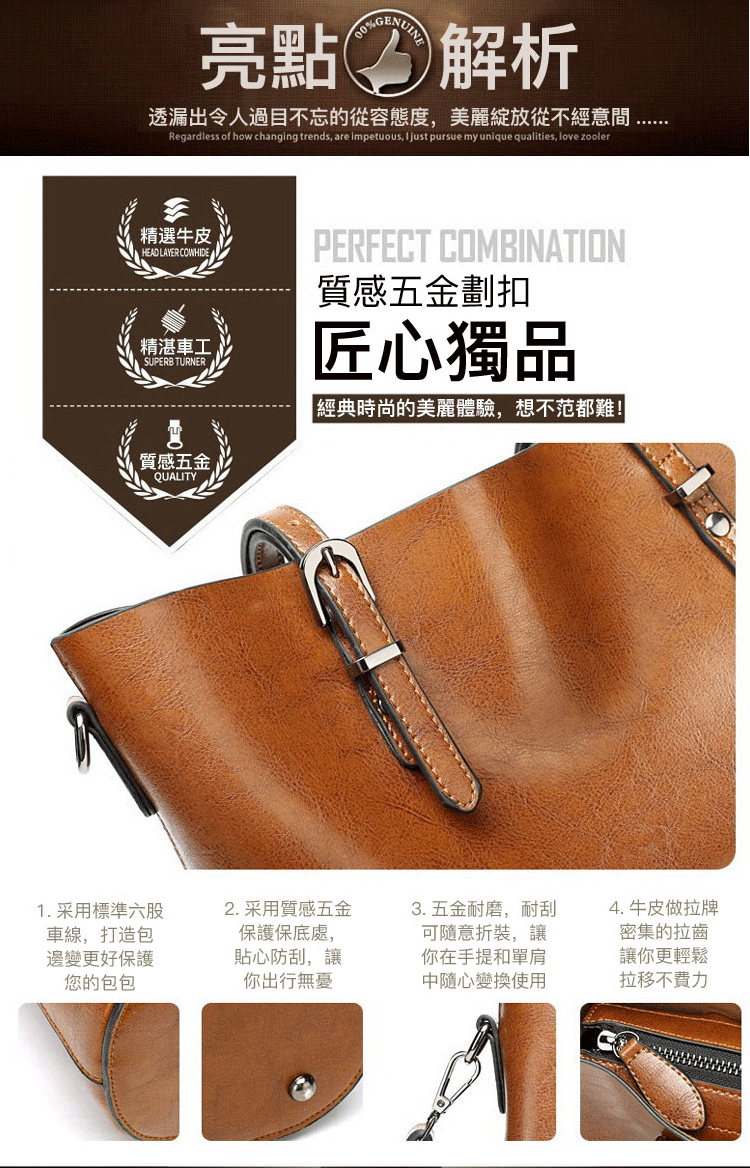 亮點
00%GENUINE
解析
透漏出令人過目不忘的從容態度，美麗綻放從不經意間 ......
Regardless of how changing trends, are impetuous, I just pursue my unique qualities, love zooler
精選牛皮
HEAD LAYER COWHIDE
精湛車工
SUPERB TURNER
質感五金
QUALITY
PERFECT COMBINATION
質感五金劃扣
匠心獨品
經典時尚的美麗體驗，想不范都難！
1. 采用標準六股
車線，打造包
邊變更好保護
您的包包
2. 采用質感五金
保護保底處，
貼心防刮，讓
你出行無憂
3. 五金耐磨，耐刮
可隨意折裝，讓
你在手提和單肩
中隨心變換使用
4. 牛皮做拉牌
密集的拉齒
讓你更輕鬆
拉移不費力